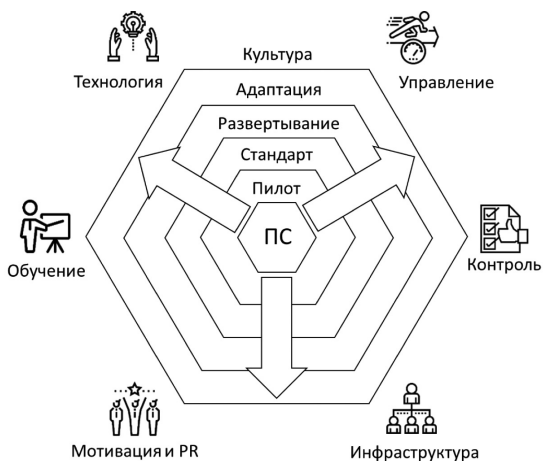 Культура
Технология
Управление
Адаптация
Развертывание
Стандарт
Пилот
ПС
Обучение
Контроль
Мотивация и PR
Инфраструктура